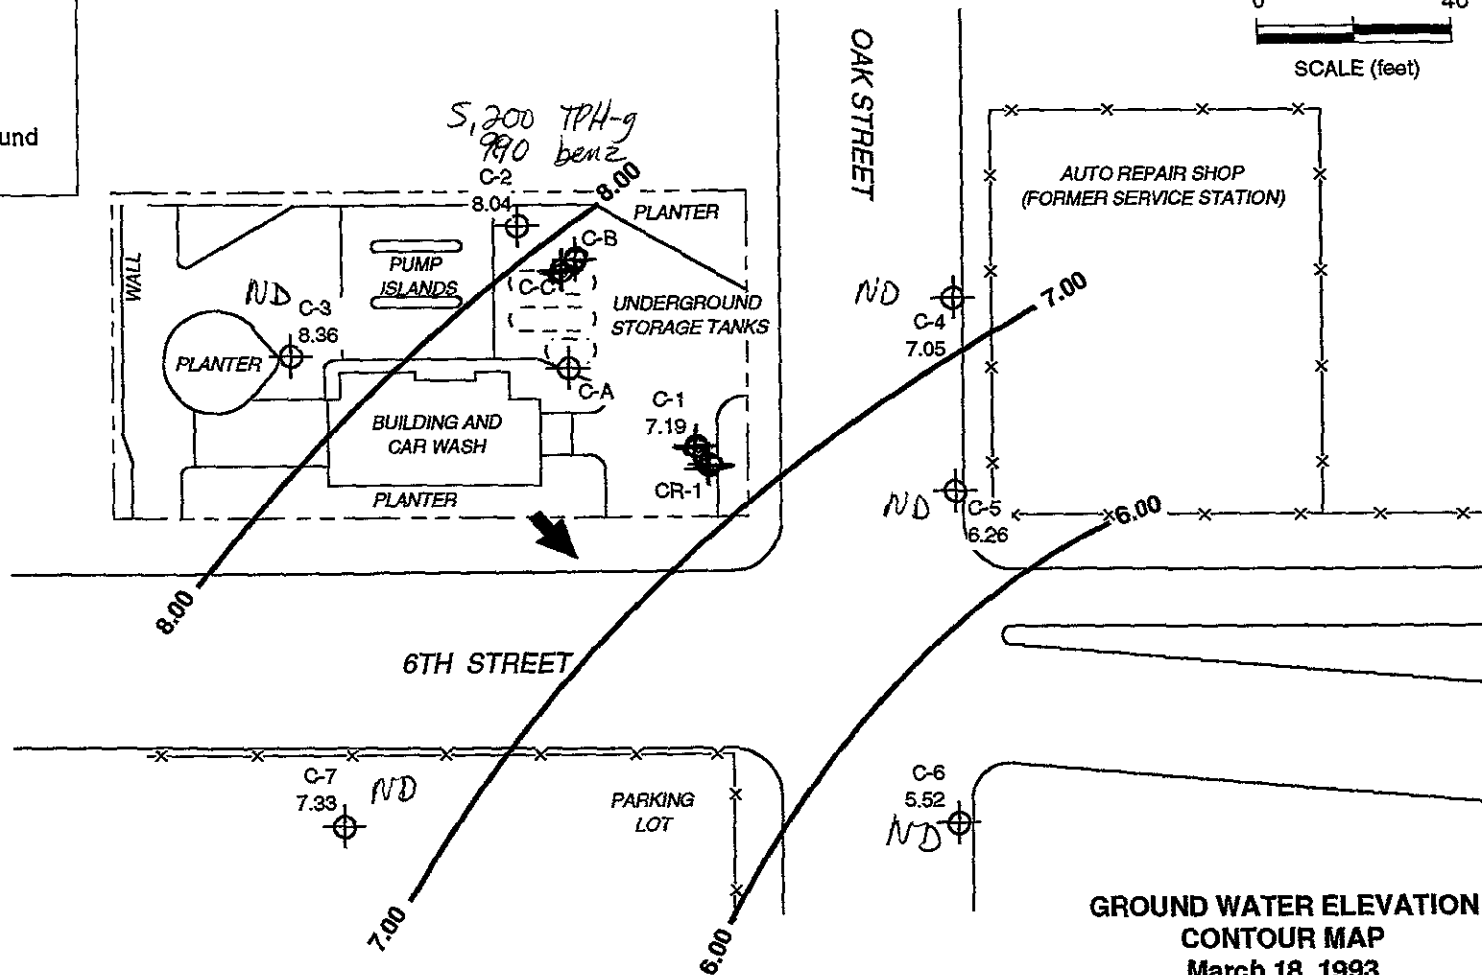 0 40
SCALE (feet)
und
OAK STREET
5,200 TPH-g
990 benz
C-2
8.04
8.00
PLANTER
C-B
C-C
AUTO REPAIR SHOP
(FORMER SERVICE STATION)
WALL
PUMP
ISLANDS
ND
C-3
8.36
UNDERGROUND
STORAGE TANKS
ND
C-4
7.05
7.00
PLANTER
C-A
BUILDING AND
CAR WASH
C-1
7.19
CR-1
PLANTER
ND
C-5
6.26
6.00
8.00
6TH STREET
C-7
7.33
ND
PARKING
LOT
C-6
5.52
ND
7.00
6.00
GROUND WATER ELEVATION
CONTOUR MAP
March 18, 1993